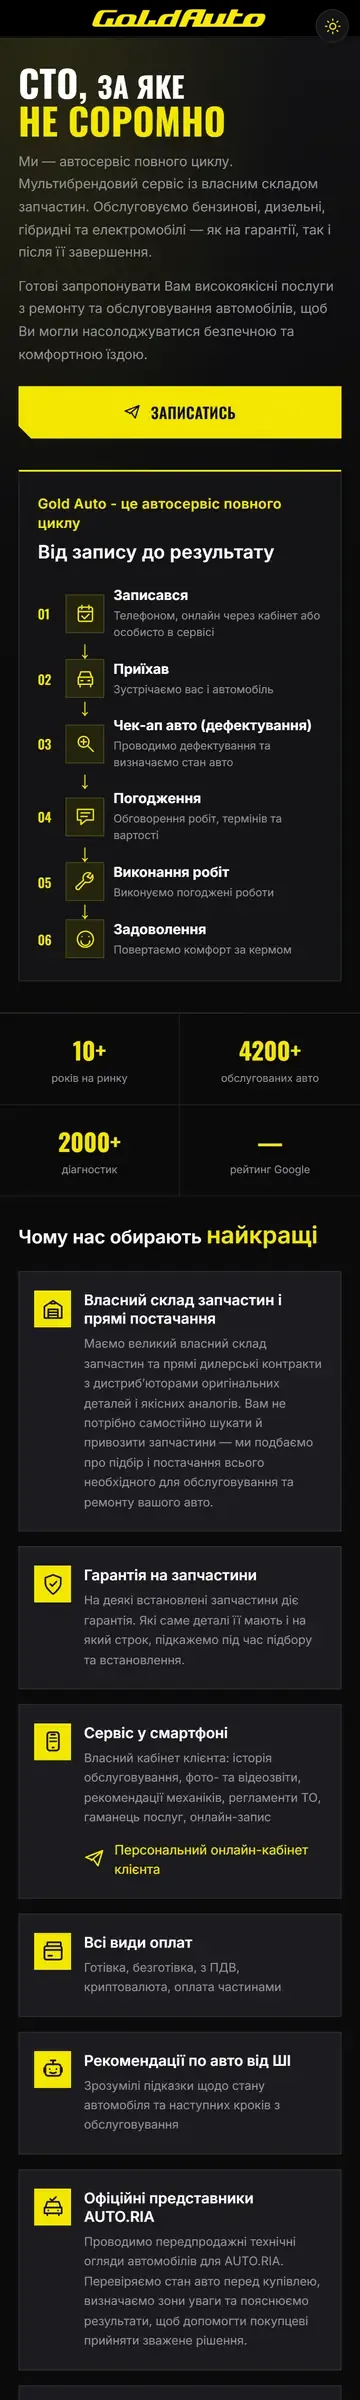 GoldAuto
СТО, ЗА ЯКЕ
НЕ СОРОМНО
Ми — автосервіс повного циклу.
Мультибрендовий сервіс із власним складом
запчастин. Обслуговуємо бензинові, дизельні,
гібридні та електромобілі — як на гарантії, так і
після її завершення.
Готові запропонувати Вам високоякісні послуги
з ремонту та обслуговування автомобілів, щоб
Ви могли насолоджуватися безпечною та
комфортною їздою.
ЗАПИСАТИСЬ
Gold Auto - це автосервіс повного
циклу
Від запису до результату
01
Записався
Телефоном, онлайн через кабінет або
особисто в сервісі
02
Приїхав
Зустрічаємо вас і автомобіль
03
Чек-ап авто (дефектування)
Проводимо дефектування та
визначаємо стан авто
04
Погодження
Обговорення робіт, термінів та
вартості
05
Виконання робіт
Виконуємо погоджені роботи
06
Задоволення
Повертаємо комфорт за кермом
10+
років на ринку
4200+
обслугованих авто
2000+
діагностик
—
рейтинг Google
Чому нас обирають найкращі
Власний склад запчастин і
прямі постачання
Маємо великий власний склад
запчастин та прямі дилерські контракти
з дистриб'юторами оригінальних
деталей і якісних аналогів. Вам не
потрібно самостійно шукати й
привозити запчастини — ми подбаємо
про підбір і постачання всього
необхідного для обслуговування та
ремонту вашого авто.
Гарантія на запчастини
На деякі встановлені запчастини діє
гарантія. Які саме деталі її мають і на
який строк, підкажемо під час підбору
та встановлення.
Сервіс у смартфоні
Власний кабінет клієнта: історія
обслуговування, фото- та відеозвіти,
рекомендації механіків, регламенти ТО,
гаманець послуг, онлайн-запис
Персональний онлайн-кабінет
клієнта
Всі види оплат
Готівка, безготівка, з ПДВ,
криптовалюта, оплата частинами
Рекомендації по авто від ШІ
Зрозумілі підказки щодо стану
автомобіля та наступних кроків з
обслуговування
Офіційні представники
AUTO.RIA
Проводимо передпродажні технічні
огляди автомобілів для AUTO.RIA.
Перевіряємо стан авто перед купівлею,
визначаємо зони уваги та пояснюємо
результати, щоб допомогти покупцеві
прийняти зважене рішення.